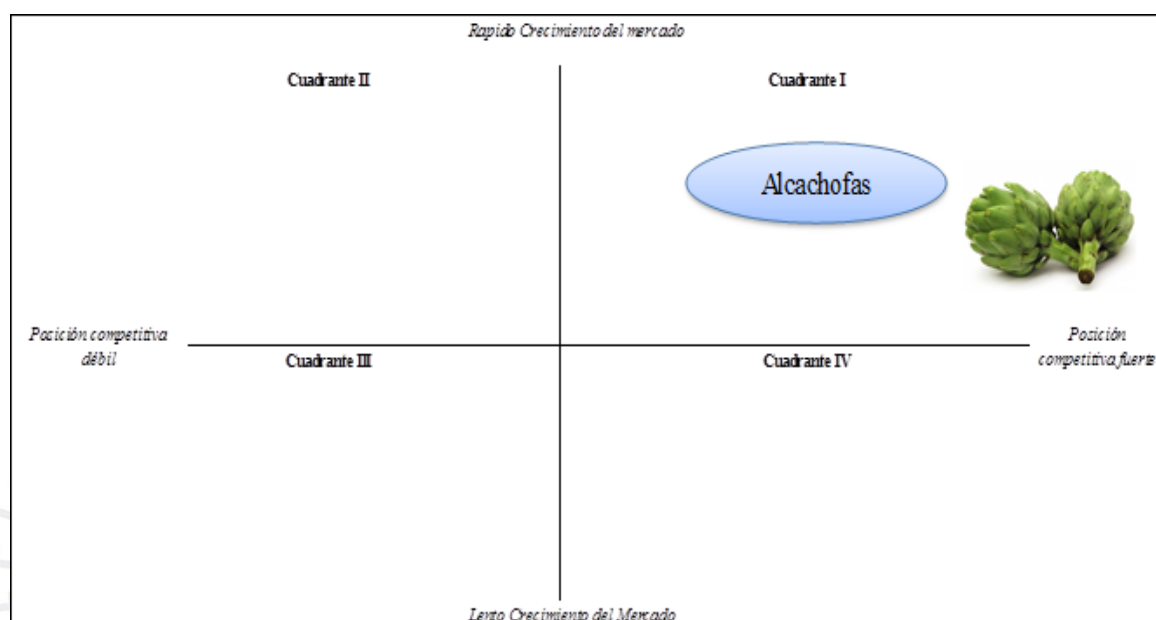 Rapido Crecimiento del mercado
Cuadrante II
Cuadrante I
Alcachofas
Posición competitiva
débil
Posición
competitiva fuerte
Cuadrante III
Cuadrante IV
Lento Crecimiento del Mercado